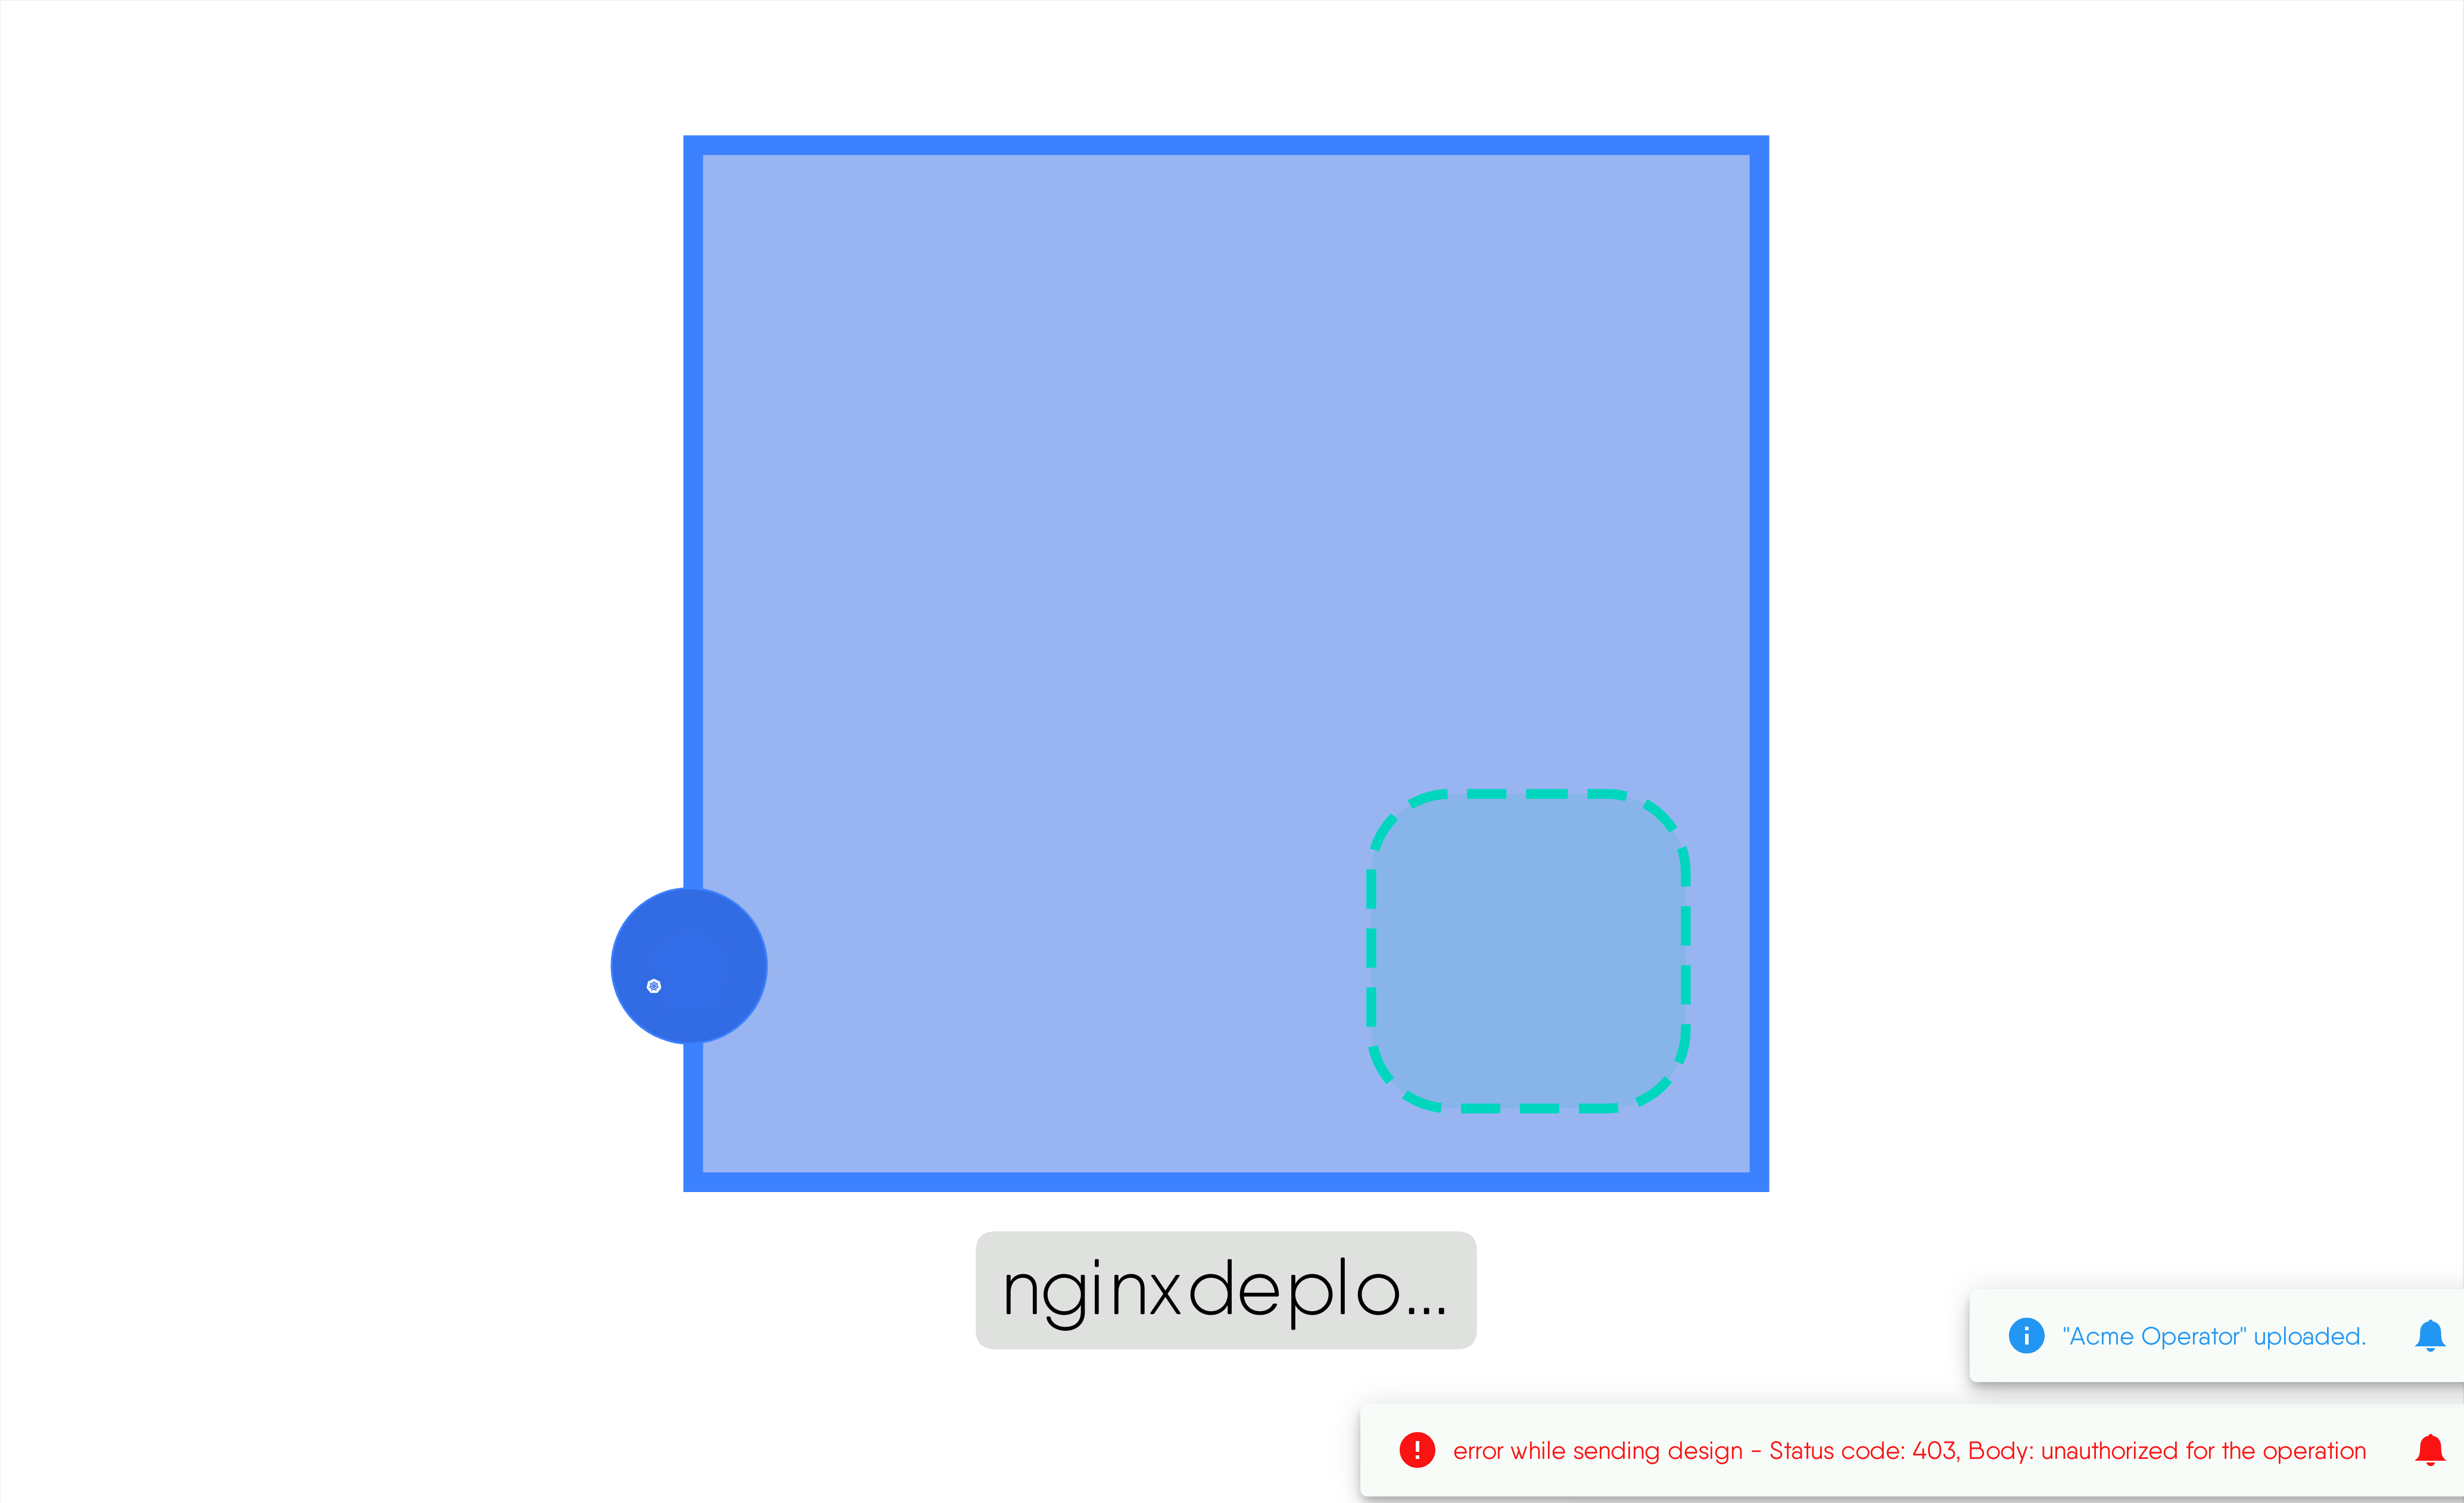 nginxdeplo...
"Acme Operator" uploaded.
error while sending design - Status code: 403, Body: unauthorized for the operation